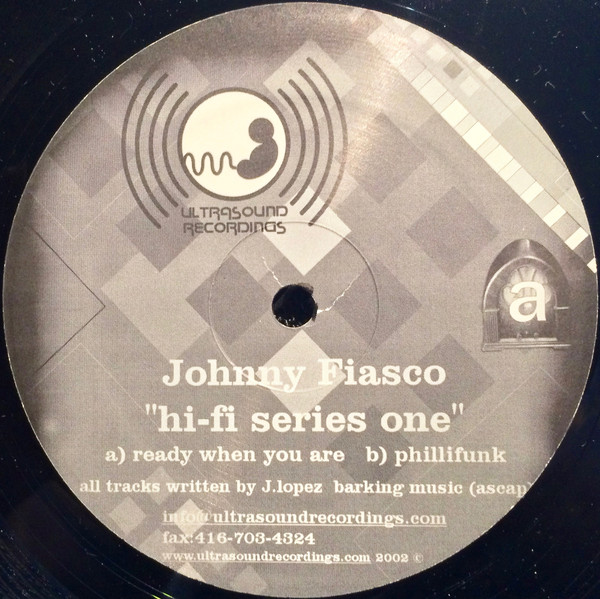 ULTRASOUND
RECORDINGS
a
Johnny Fiasco
"hi-fi series one"
a) ready when you are b) phillifunk
all tracks written by J.lopez barking music (ascap)
info@ultrasoundrecordings.com
fax:416-703-4324
www.ultrasoundrecordings.com 2002 ©